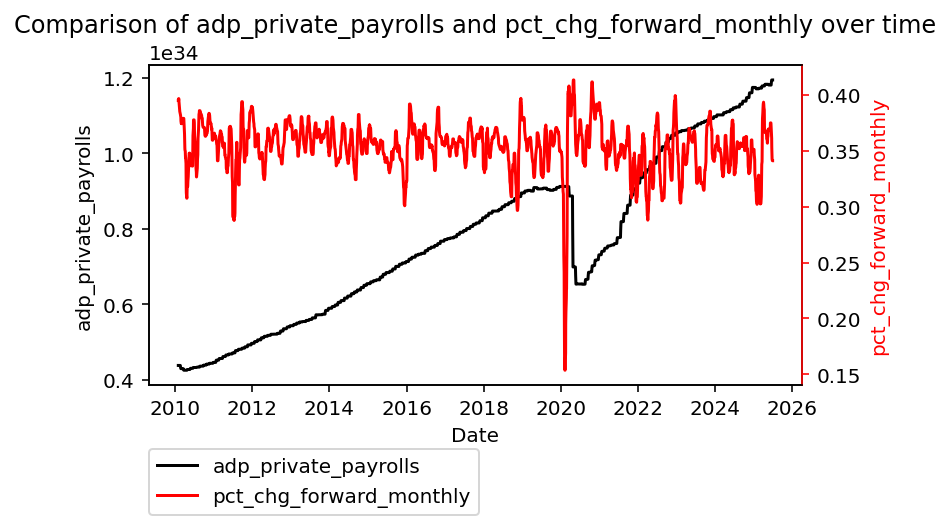 Comparison of adp_private_payrolls and pct_chg_forward_monthly over time
1e34
1.2
1.0
0.8
0.6
0.4
adp_private_payrolls
0.40
0.35
0.30
0.25
0.20
0.15
pct_chg_forward_monthly
2010 2012 2014 2016 2018 2020 2022 2024 2026
Date
adp_private_payrolls
pct_chg_forward_monthly